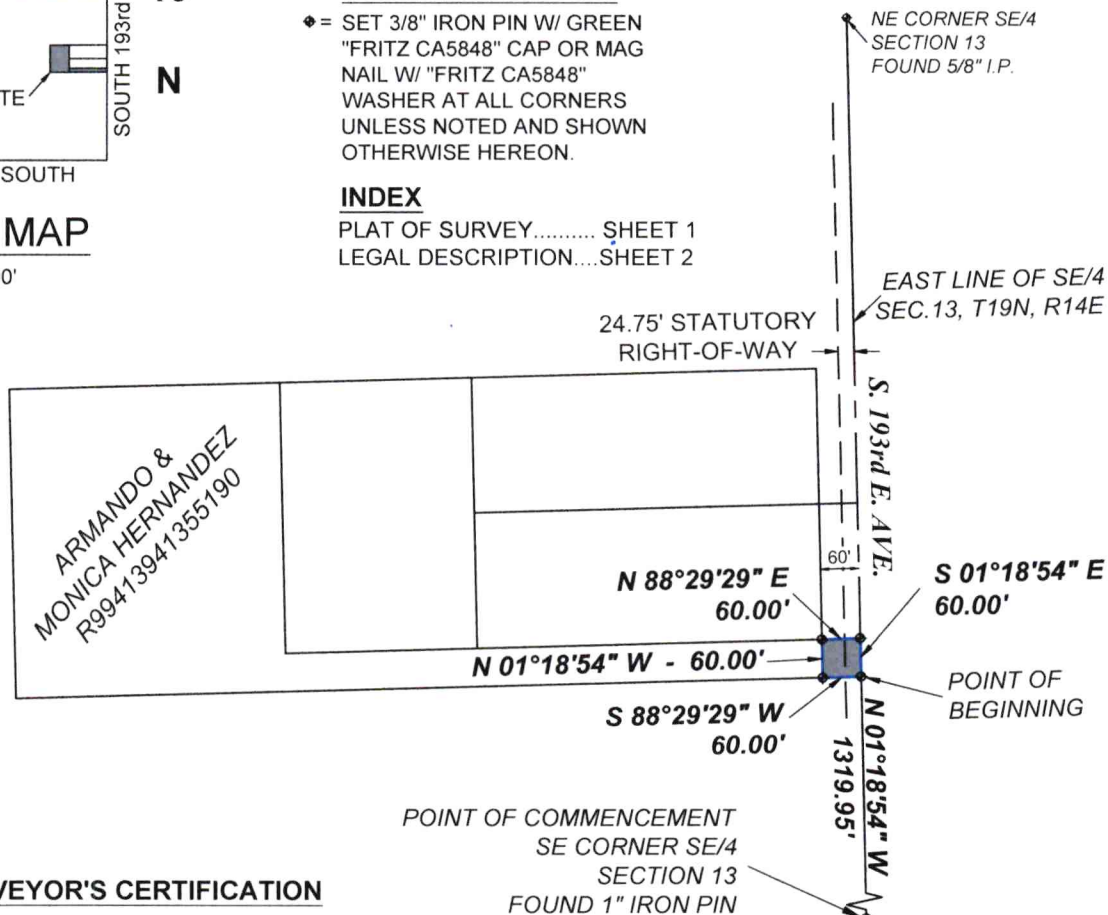 SOUTH 193rd
N
TE
SOUTH
MAP
0'
= SET 3/8" IRON PIN W/ GREEN
"FRITZ CA5848" CAP OR MAG
NAIL W/ "FRITZ CA5848"
WASHER AT ALL CORNERS
UNLESS NOTED AND SHOWN
OTHERWISE HEREON.
INDEX
PLAT OF SURVEY.......... SHEET 1
LEGAL DESCRIPTION....SHEET 2
NE CORNER SE/4
SECTION 13
FOUND 5/8" I.P.
EAST LINE OF SE/4
SEC.13, T19N, R14E
24.75' STATUTORY
RIGHT-OF-WAY
S. 193rd E. AVE.
ARMANDO &
MONICA HERNANDEZ
R99413941355190
60'
N 88°29'29" E
60.00'
S 01°18'54" E
60.00'
N 01°18'54" W - 60.00'
S 88°29'29" W
60.00'
POINT OF
BEGINNING
N 01°18'54" W
1319.95'
POINT OF COMMENCEMENT
SE CORNER SE/4
SECTION 13
FOUND 1" IRON PIN
VEYOR'S CERTIFICATION